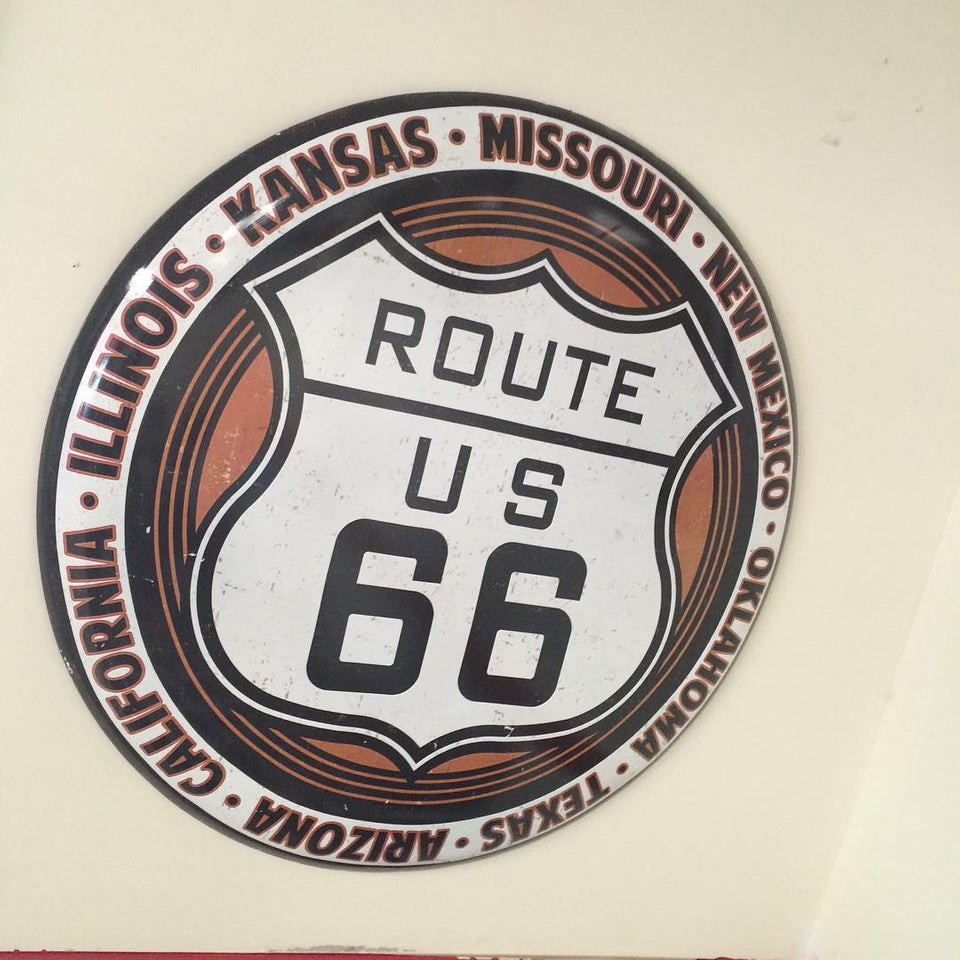 ARIZONA • CALIFORNIA • ILLINOIS • KANSAS • MISSOURI • NEW MEXICO • OKLAHOMA • TEXAS •
ROUTE
US
66